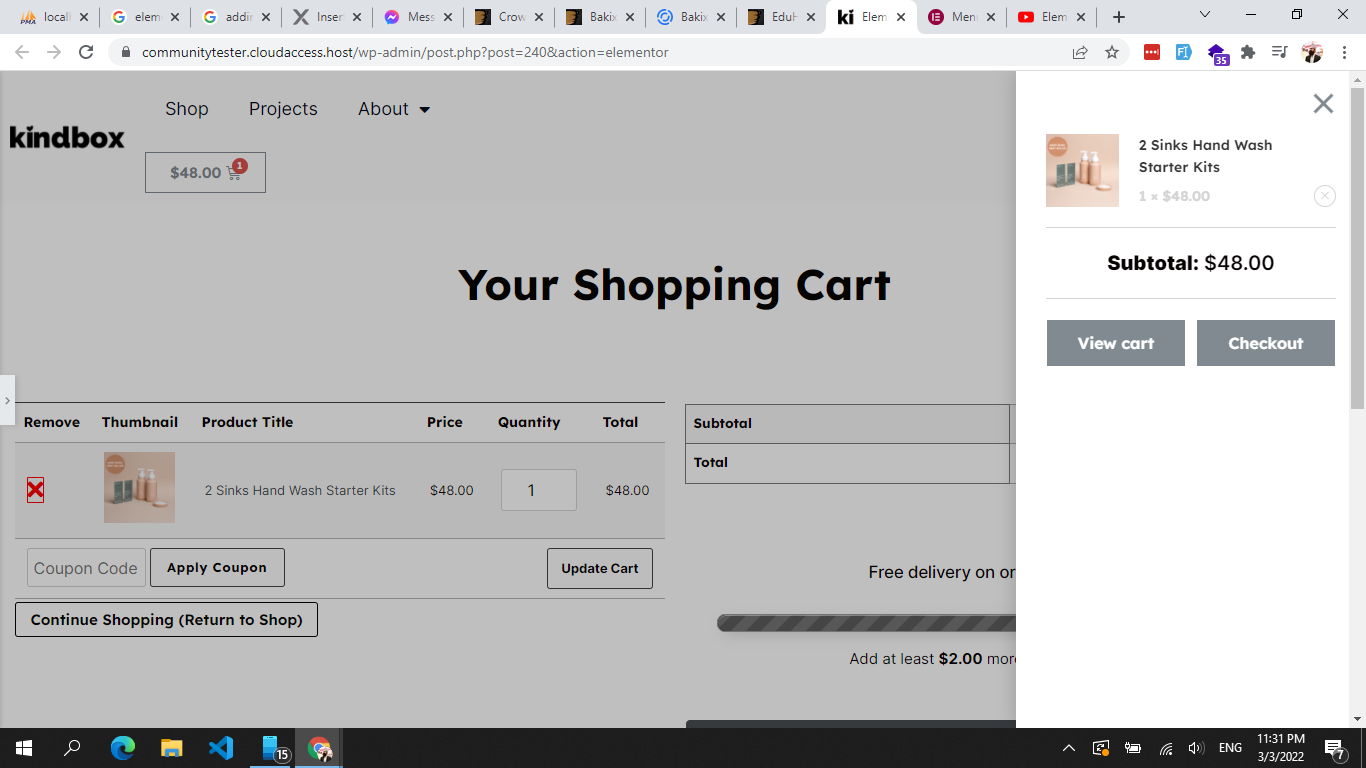 locall
elem
addin
Inser
Mess
Crow
Bakix
Bakix
EduH
Elem
Menu
Elem
communitytester.cloudaccess.host/wp-admin/post.php?post=240&action=elementor
35
Shop
Projects
About
kindbox
$48.00
1
Your Shopping Cart
Remove Thumbnail Product Title Price Quantity Total
2 Sinks Hand Wash Starter Kits $48.00 1 $48.00
Coupon Code
Apply Coupon
Update Cart
Continue Shopping (Return to Shop)
Subtotal
Total
Free delivery on or
Add at least $2.00 more
2 Sinks Hand Wash
Starter Kits
1 × $48.00
Subtotal: $48.00
View cart
Checkout
15
ENG
11:31 PM
3/3/2022
7